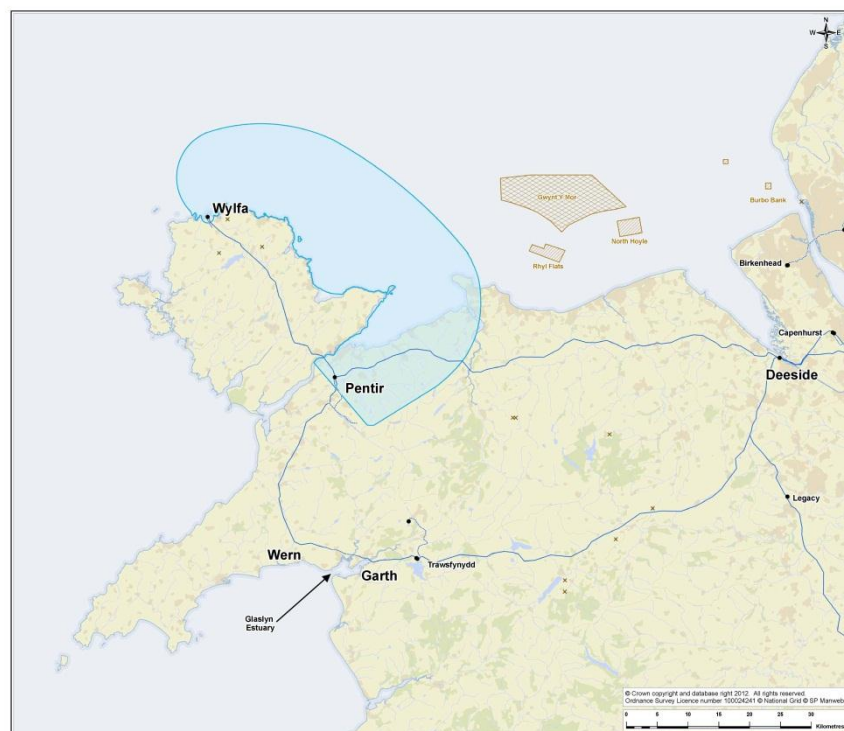 N
W E
S
Gwynt Y Mor
Burbo Bank
Wylfa
North Hoyle
Rhyl Flats
Birkenhead
Capenhurst
Deeside
Pentir
Legacy
Wern
Trawsfynydd
Garth
Glaslyn
Estuary
© Crown copyright and database right 2012. All rights reserved.
Ordnance Survey Licence number 100024241 © National Grid © SP Manweb
0 5 10 15 20 25 30
Kilometres